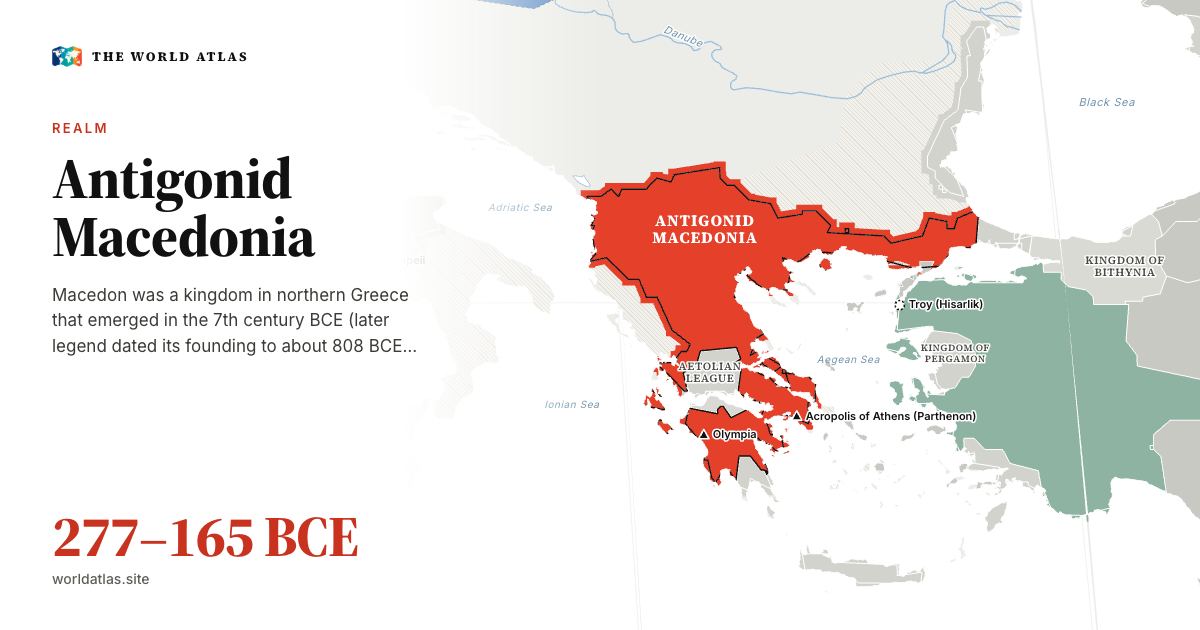 THE WORLD ATLAS
REALM
Antigonid
Macedonia
Macedon was a kingdom in northern Greece
that emerged in the 7th century BCE (later
legend dated its founding to about 808 BCE...
277–165 BCE
worldatlas.site
Danube
Black Sea
Adriatic Sea
ANTIGONID
MACEDONIA
KINGDOM OF
BITHYNIA
Troy (Hisarlik)
KINGDOM OF
PERGAMON
Aegean Sea
AETOLIAN
LEAGUE
Ionian Sea
Acropolis of Athens (Parthenon)
Olympia